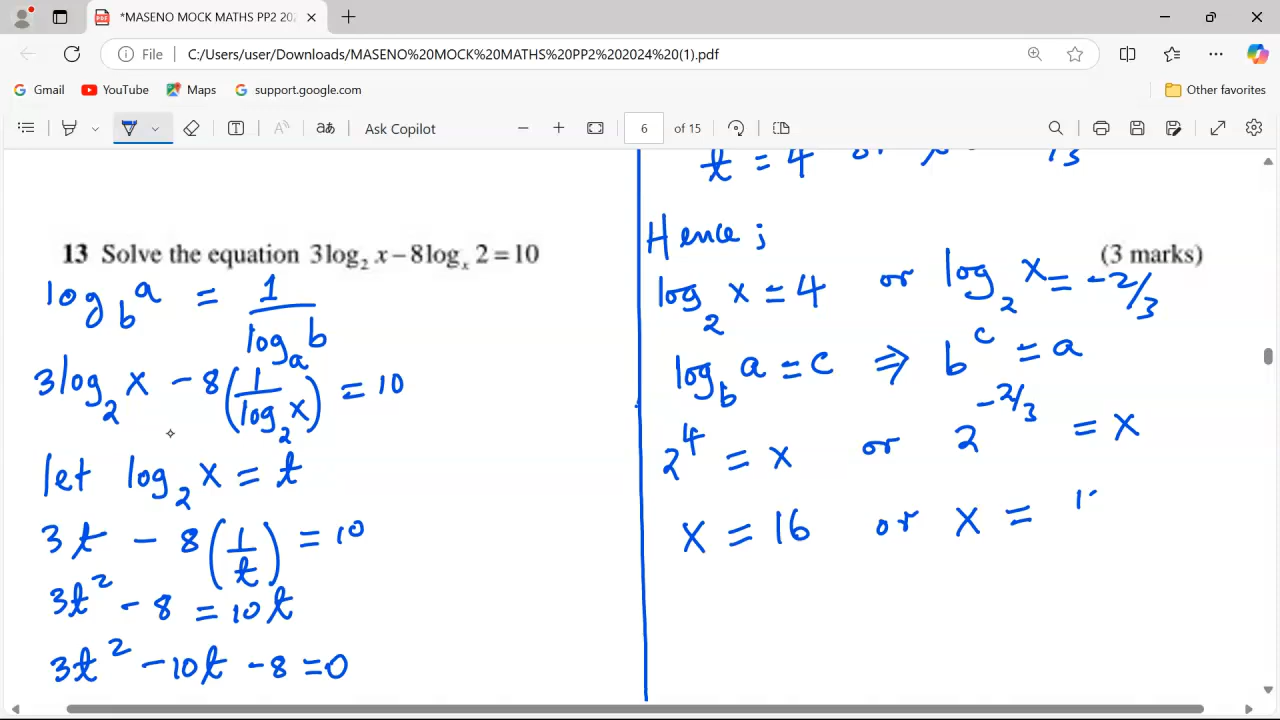 *MASENO MOCK MATHS PP2 202
File C:/Users/user/Downloads/MASENO%20MOCK%20MATHS%20PP2%202024%20(1).pdf
Gmail YouTube Maps support.google.com Other favorites
Ask Copilot 6 of 15
13 Solve the equation 3log₂ x − 8logₓ 2 = 10 (3 marks)
log_b a = 1/log_a b
3log₂ x − 8(1/log₂ x) = 10
let log₂ x = t
3t − 8(1/t) = 10
3t² − 8 = 10t
3t² − 10t − 8 = 0
t = 4 or
Hence ;
log₂ x = 4 or log₂ x = −2/3
log_b a = c ⇒ b^c = a
2⁴ = x or 2^(−2/3) = x
x = 16 or x =